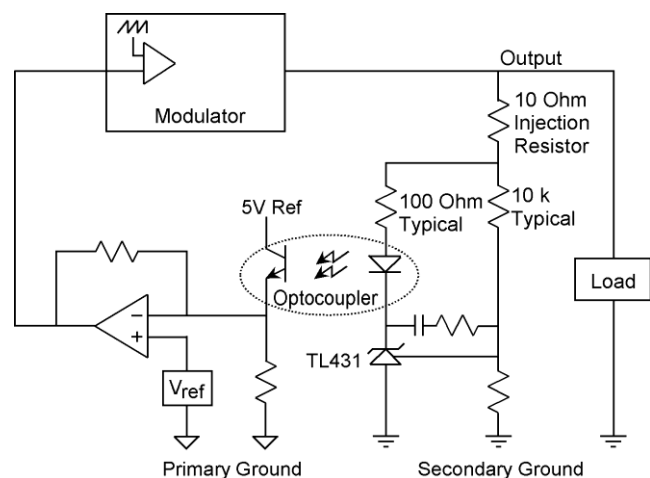 Output
Modulator
10 Ohm
Injection
Resistor
100 Ohm
Typical
10 k
Typical
5V Ref
Optocoupler
Load
−
+
TL431
Vref
Primary Ground
Secondary Ground